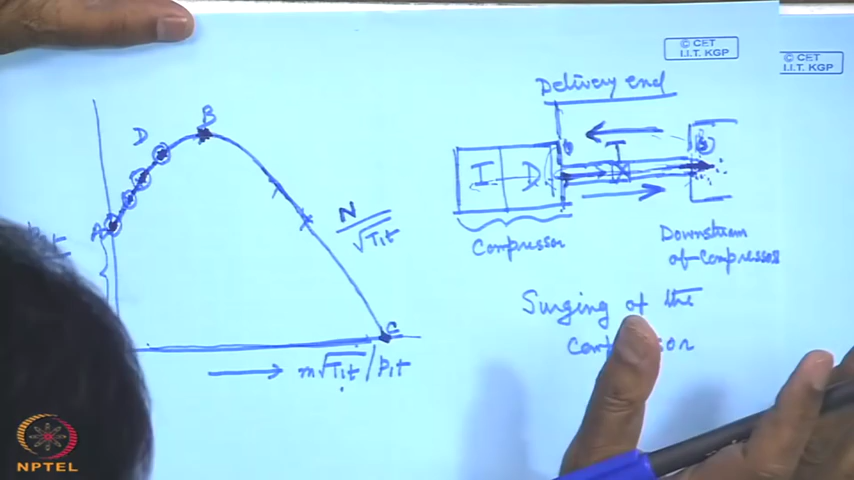 © CET
I.I.T. KGP
© CET
I.I.T. KGP
Delivery end
B
D
A
C
N
√T₁t
m√T₁t / P₁t
I D
Compressor
Downstream
of-Compressor
Surging of the
NPTEL